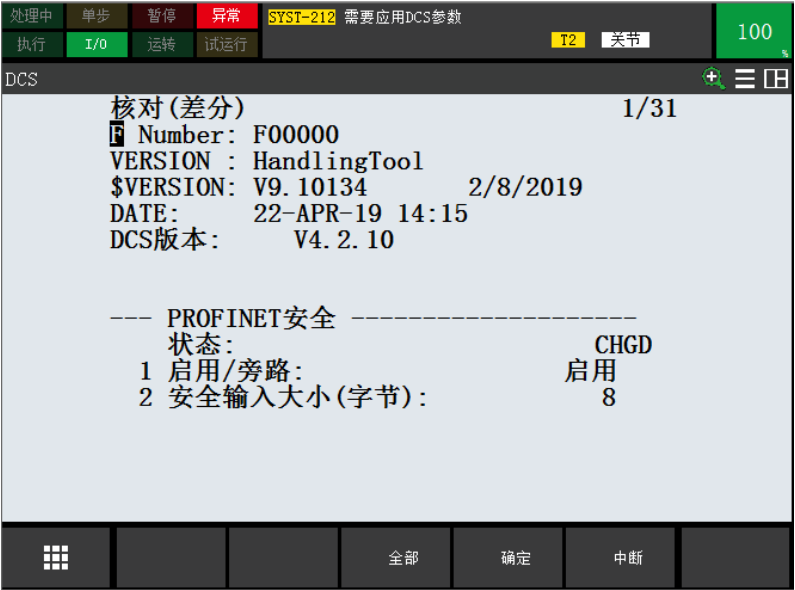 处理中 单步 暂停 异常 SYST-212 需要应用DCS参数
执行 I/O 运转 试运行 T2 关节 100 %
DCS
核对(差分) 1/31
F Number: F00000
VERSION : HandlingTool
$VERSION: V9.10134 2/8/2019
DATE: 22-APR-19 14:15
DCS版本: V4.2.10
--- PROFINET安全 --------------------
状态: CHGD
1 启用/旁路: 启用
2 安全输入大小(字节): 8
全部 确定 中断